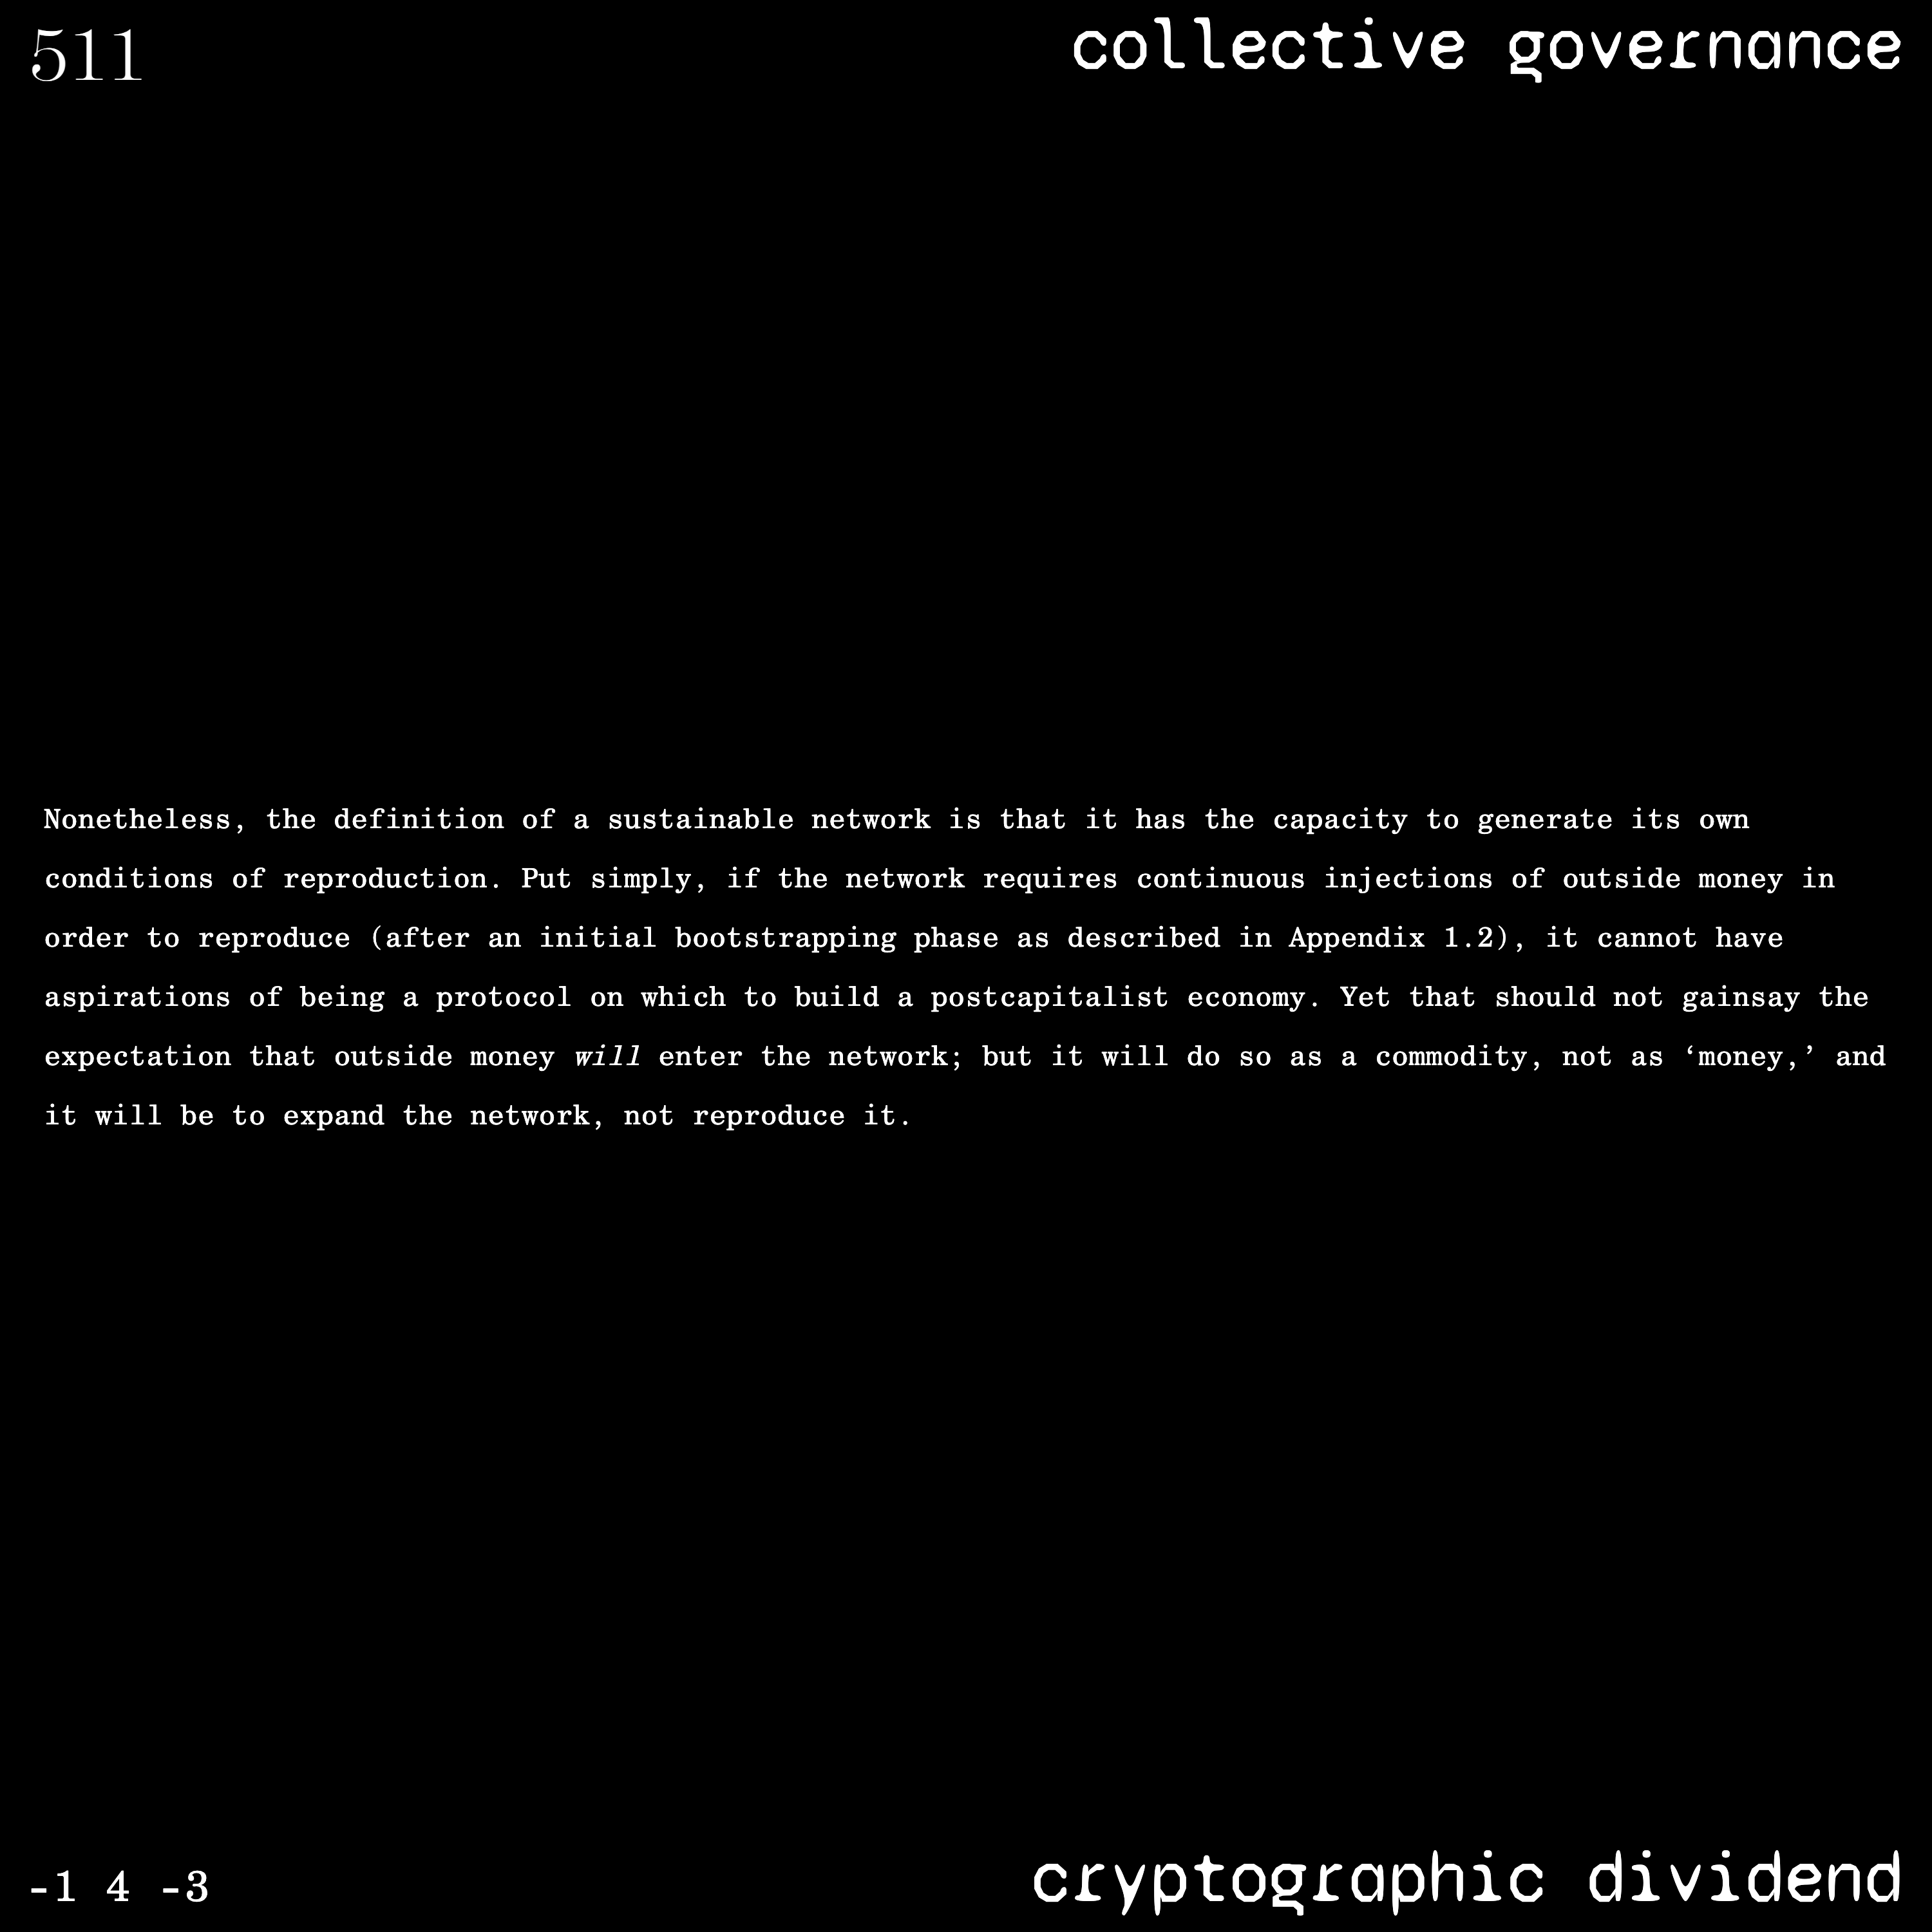 511
collective governance
Nonetheless, the definition of a sustainable network is that it has the capacity to generate its own
conditions of reproduction. Put simply, if the network requires continuous injections of outside money in
order to reproduce (after an initial bootstrapping phase as described in Appendix 1.2), it cannot have
aspirations of being a protocol on which to build a postcapitalist economy. Yet that should not gainsay the
expectation that outside money will enter the network; but it will do so as a commodity, not as ‘money,’ and
it will be to expand the network, not reproduce it.
-1 4 -3
cryptographic dividend